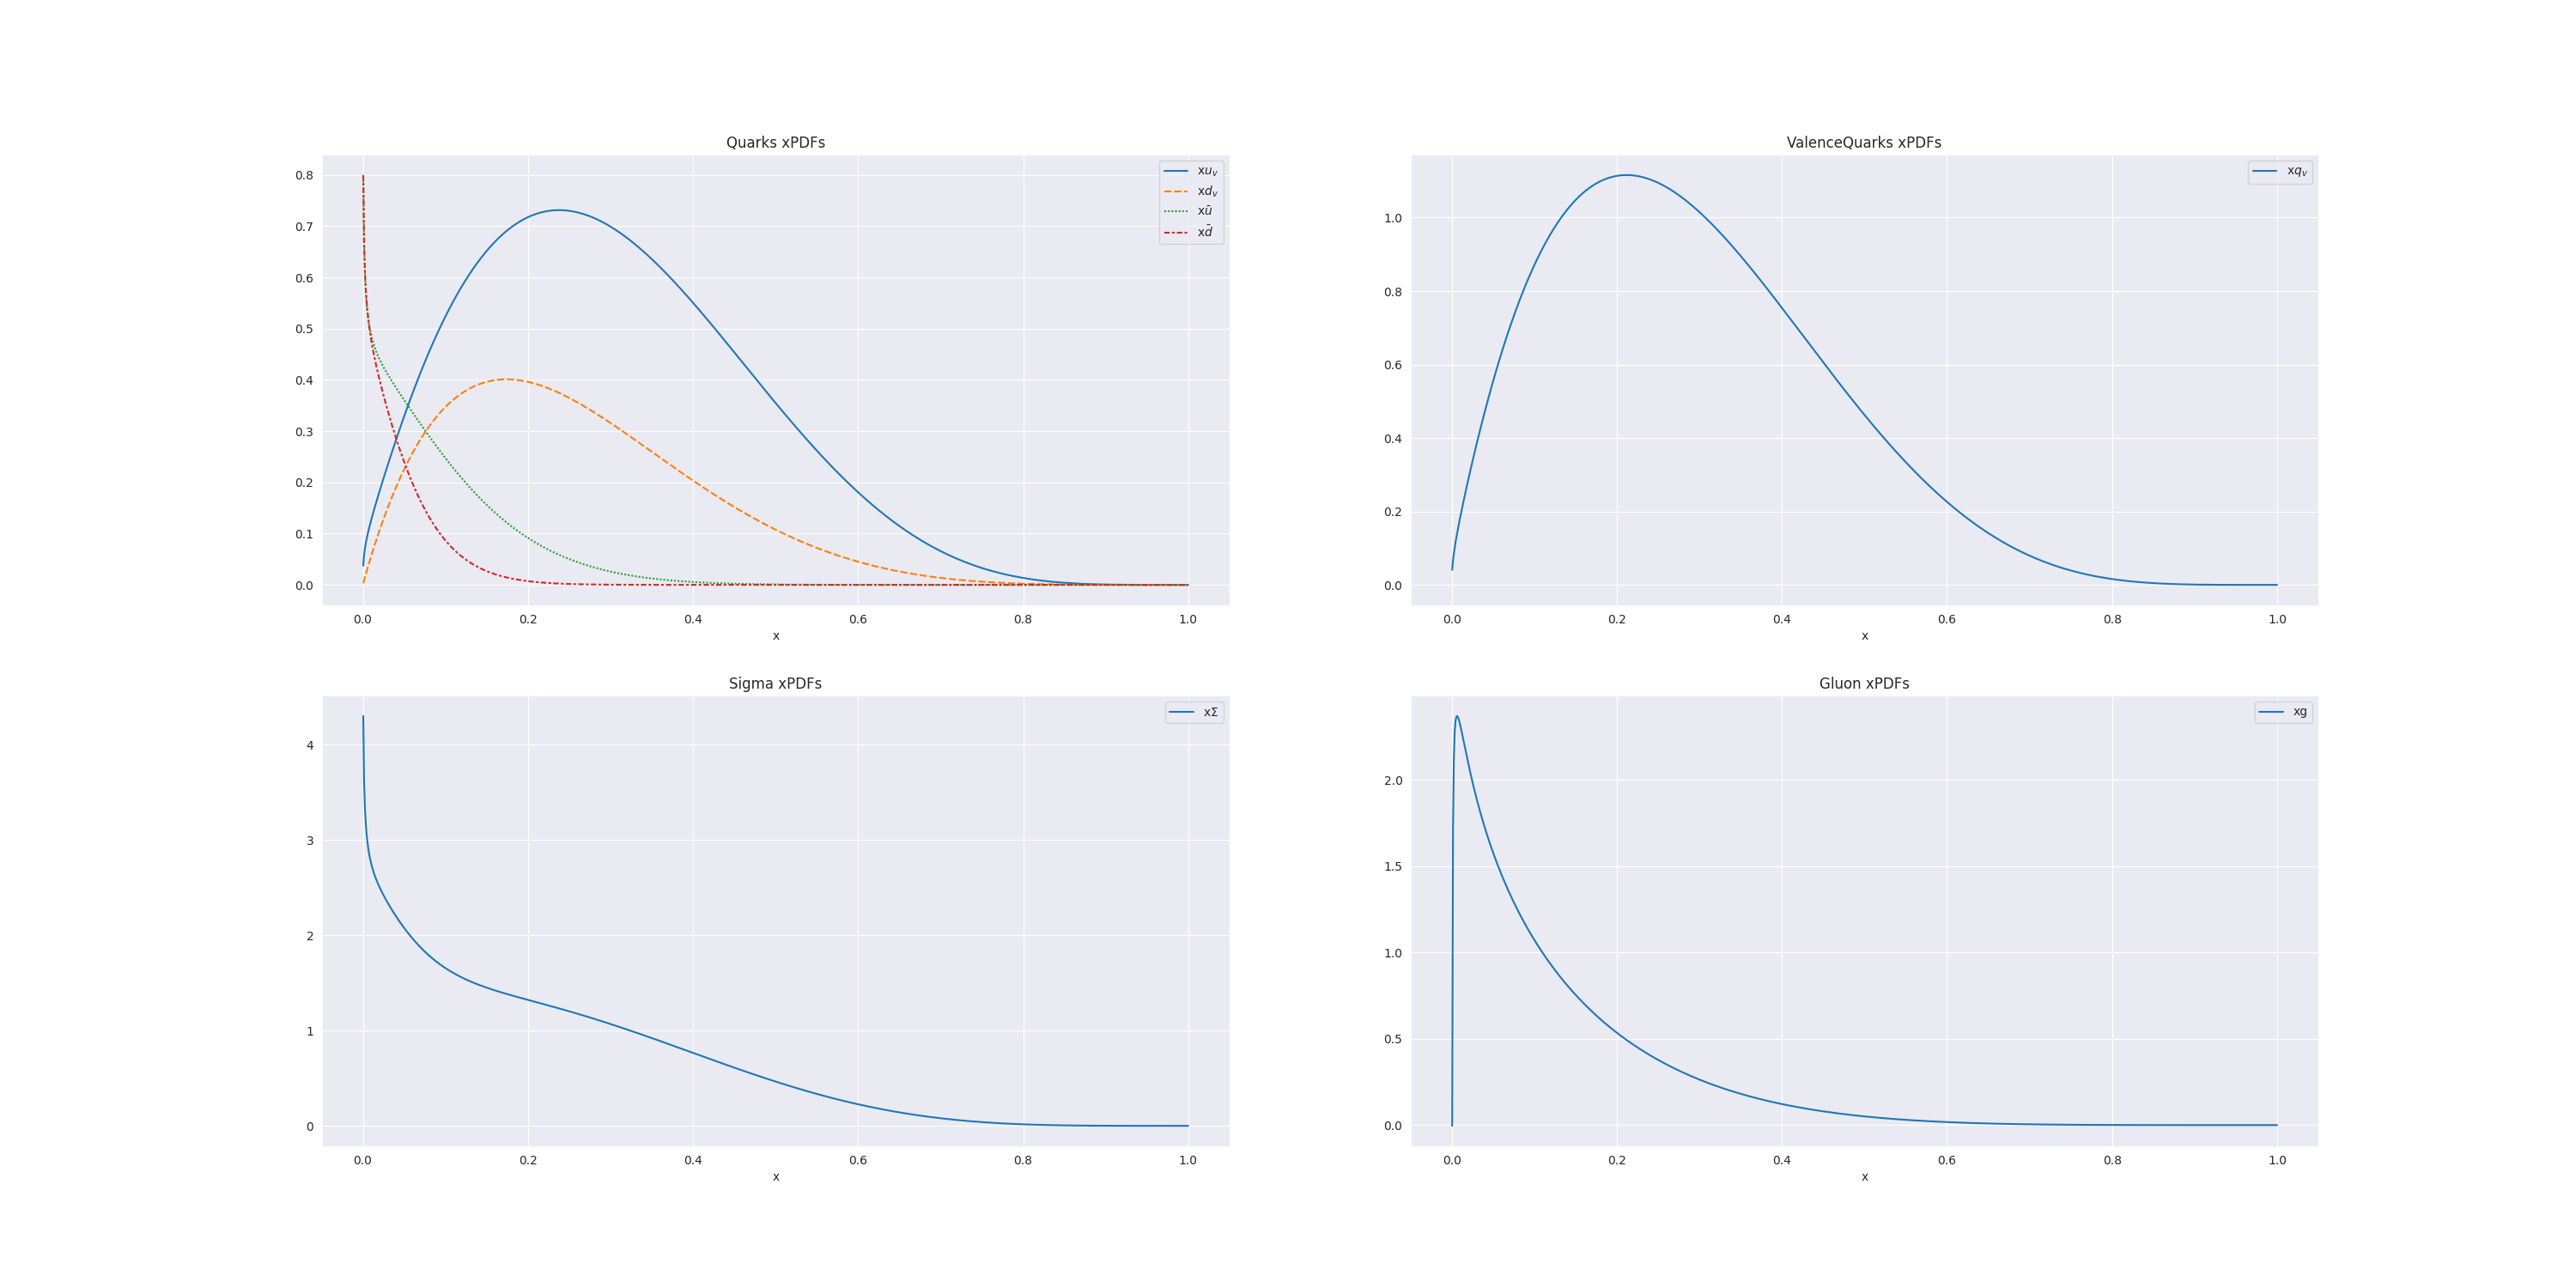 Quarks xPDFs
0.8
0.7
0.6
0.5
0.4
0.3
0.2
0.1
0.0
xu_v
xd_v
xū
xd̄
0.0 0.2 0.4 0.6 0.8 1.0
x
ValenceQuarks xPDFs
1.0
0.8
0.6
0.4
0.2
0.0
xq_v
0.0 0.2 0.4 0.6 0.8 1.0
x
Sigma xPDFs
4
3
2
1
0
xΣ
0.0 0.2 0.4 0.6 0.8 1.0
x
Gluon xPDFs
2.0
1.5
1.0
0.5
0.0
xg
0.0 0.2 0.4 0.6 0.8 1.0
x